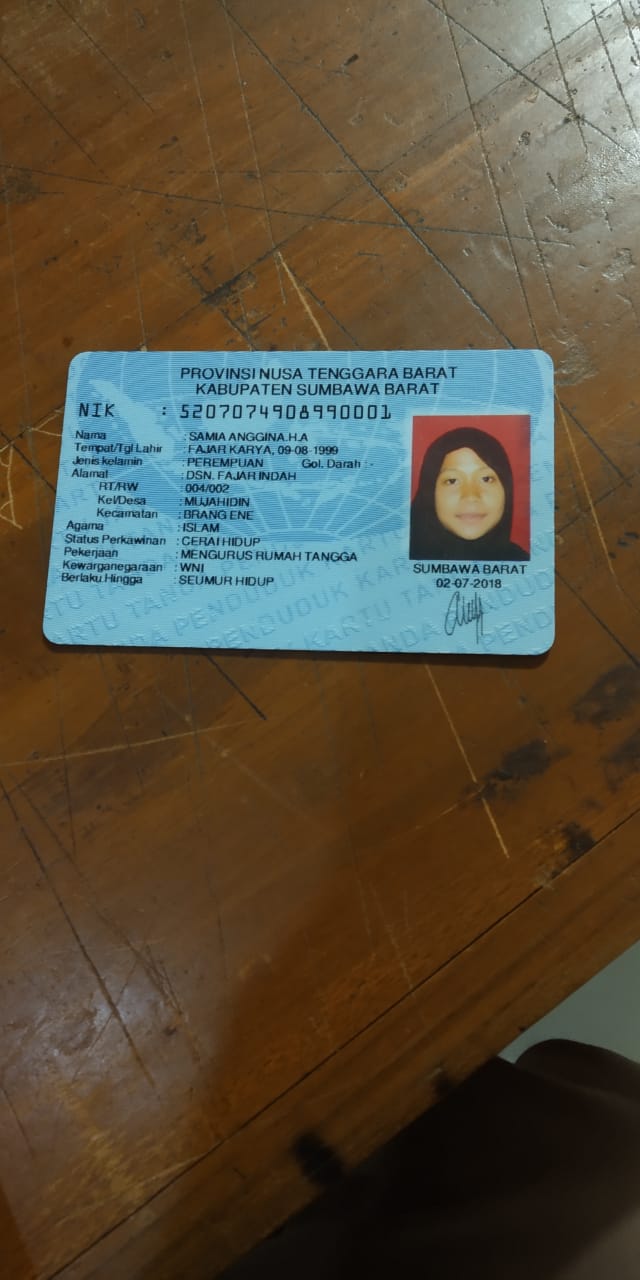 PROVINSI NUSA TENGGARA BARAT
KABUPATEN SUMBAWA BARAT
NIK : 5207074908990001
Nama : SAMIA ANGGINA.H.A
Tempat/Tgl Lahir : FAJAR KARYA, 09-08-1999
Jenis kelamin : PEREMPUAN Gol. Darah : -
Alamat : DSN. FAJAR INDAH
RT/RW : 004/002
Kel/Desa : MUJAHIDIN
Kecamatan : BRANG ENE
Agama : ISLAM
Status Perkawinan : CERAI HIDUP
Pekerjaan : MENGURUS RUMAH TANGGA
Kewarganegaraan : WNI
Berlaku Hingga : SEUMUR HIDUP
SUMBAWA BARAT
02-07-2018
KARTU TANDA PENDUDUK